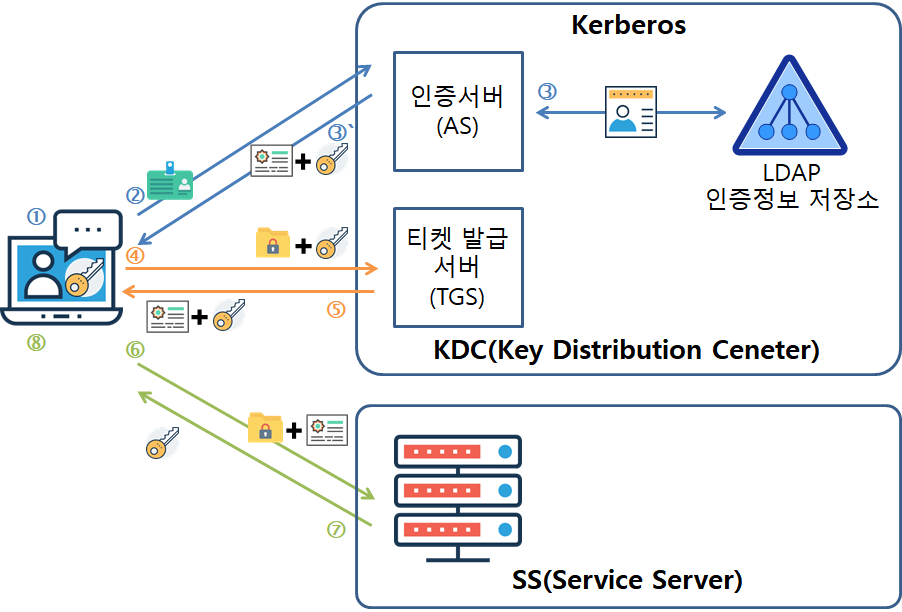 Kerberos
인증서버
(AS)
③
LDAP
인증정보 저장소
③`
②
①
④
티켓 발급
서버
(TGS)
⑤
KDC(Key Distribution Ceneter)
⑧
⑥
⑦
SS(Service Server)